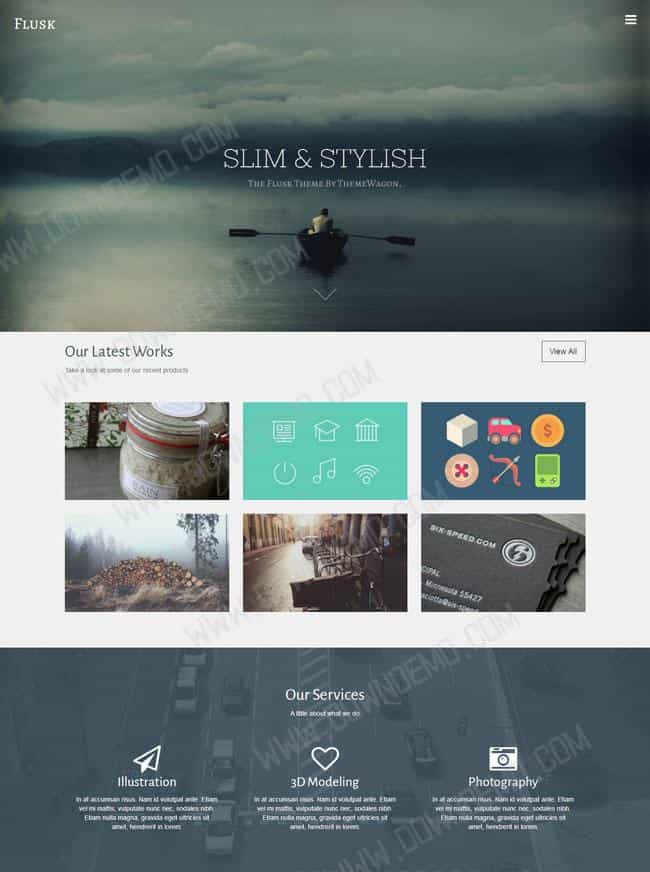 Flusk
SLIM & STYLISH
The Flusk Theme By ThemeWagon.
Our Latest Works
View All
Take a look at some of our recent products
SIX-SPEED.COM
CIPAL
Minnesota 55427
Our Services
A little about what we do
Illustration
3D Modeling
Photography
In at accumsan risus. Nam id volutpat ante. Etiam
vel mi mattis, vulputate nunc nec, sodales nibh.
Etiam nulla magna, gravida eget ultricies sit
amet, hendrerit in lorem.
In at accumsan risus. Nam id volutpat ante. Etiam
vel mi mattis, vulputate nunc nec, sodales nibh.
Etiam nulla magna, gravida eget ultricies sit
amet, hendrerit in lorem.
In at accumsan risus. Nam id volutpat ante. Etiam
vel mi mattis, vulputate nunc nec, sodales nibh.
Etiam nulla magna, gravida eget ultricies sit
amet, hendrerit in lorem.